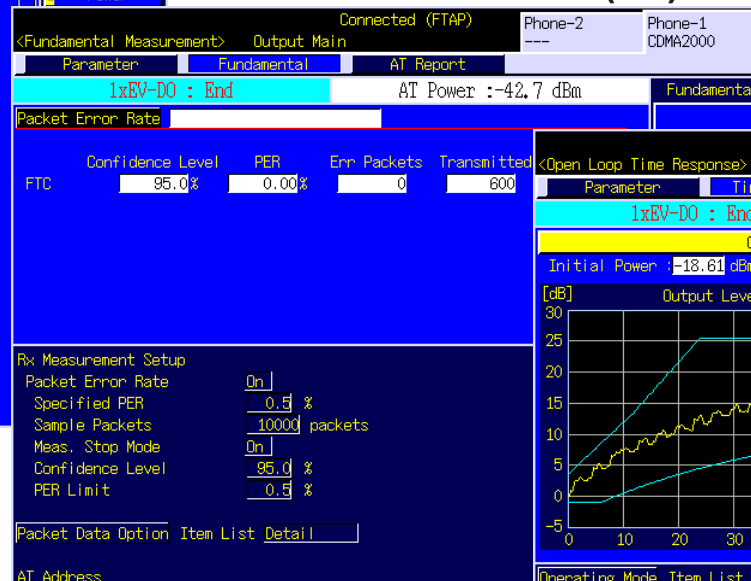 Connected (FTAP)
<Fundamental Measurement> Output Main
Phone-2
---
Phone-1
CDMA2000
Parameter Fundamental AT Report
1xEV-DO : End AT Power :-42.7 dBm Fundamenta
Packet Error Rate
Confidence Level PER Err Packets Transmitted
FTC 95.0% 0.00% 0 600
Rx Measurement Setup
Packet Error Rate On
Specified PER 0.5 %
Sample Packets 10000 packets
Meas. Stop Mode On
Confidence Level 95.0 %
PER Limit 0.5 %
Packet Data Option Item List Detail
AT Address
<Open Loop Time Response>
Parameter Ti
1xEV-DO : End
Initial Power :-18.61 dBm
[dB] Output Leve
30
25
20
15
10
5
0
-5
0 10 20 30
Operating Mode Item List